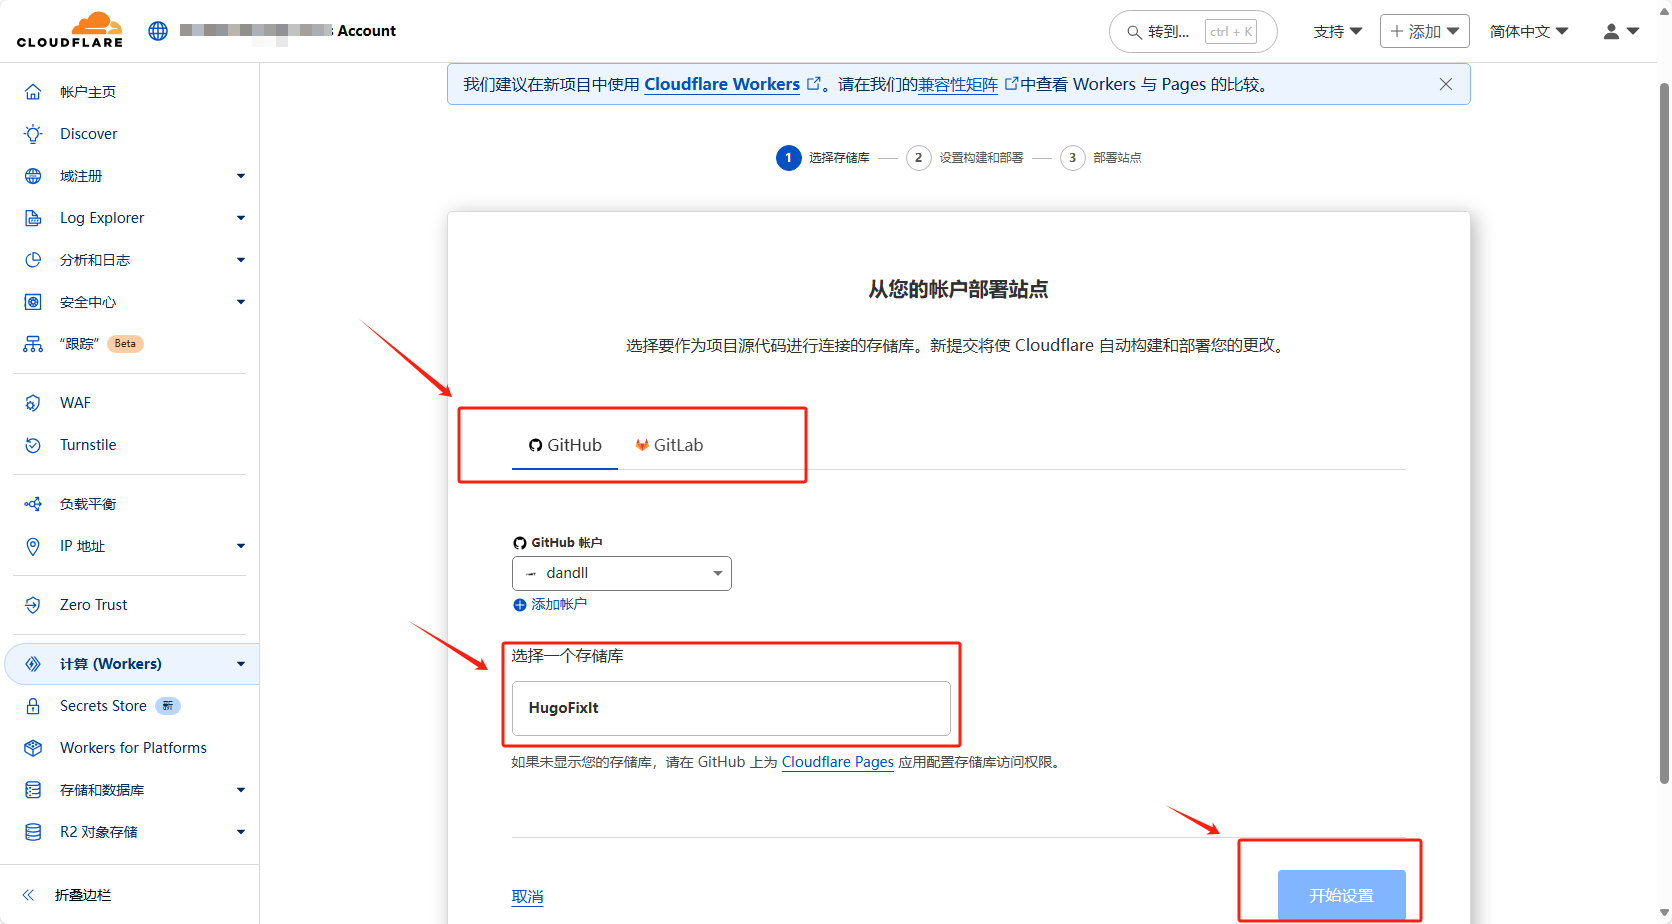 CLOUDFLARE
Account
转到...
ctrl + K
支持
添加
简体中文
帐户主页
Discover
域注册
Log Explorer
分析和日志
安全中心
“跟踪” Beta
WAF
Turnstile
负载平衡
IP 地址
Zero Trust
计算 (Workers)
Secrets Store 新
Workers for Platforms
存储和数据库
R2 对象存储
折叠边栏
我们建议在新项目中使用 Cloudflare Workers 。请在我们的兼容性矩阵 中查看 Workers 与 Pages 的比较。
1 选择存储库 2 设置构建和部署 3 部署站点
从您的帐户部署站点
选择要作为项目源代码进行连接的存储库。新提交将使 Cloudflare 自动构建和部署您的更改。
GitHub GitLab
GitHub 帐户
dandll
添加帐户
选择一个存储库
HugoFixIt
如果未显示您的存储库，请在 GitHub 上为 Cloudflare Pages 应用配置存储库访问权限。
取消
开始设置